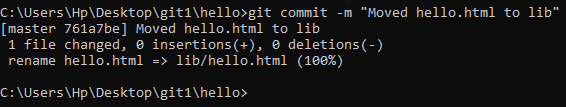 C:\Users\Hp\Desktop\git1\hello>git commit -m "Moved hello.html to lib"
[master 761a7be] Moved hello.html to lib
 1 file changed, 0 insertions(+), 0 deletions(-)
 rename hello.html => lib/hello.html (100%)
C:\Users\Hp\Desktop\git1\hello>